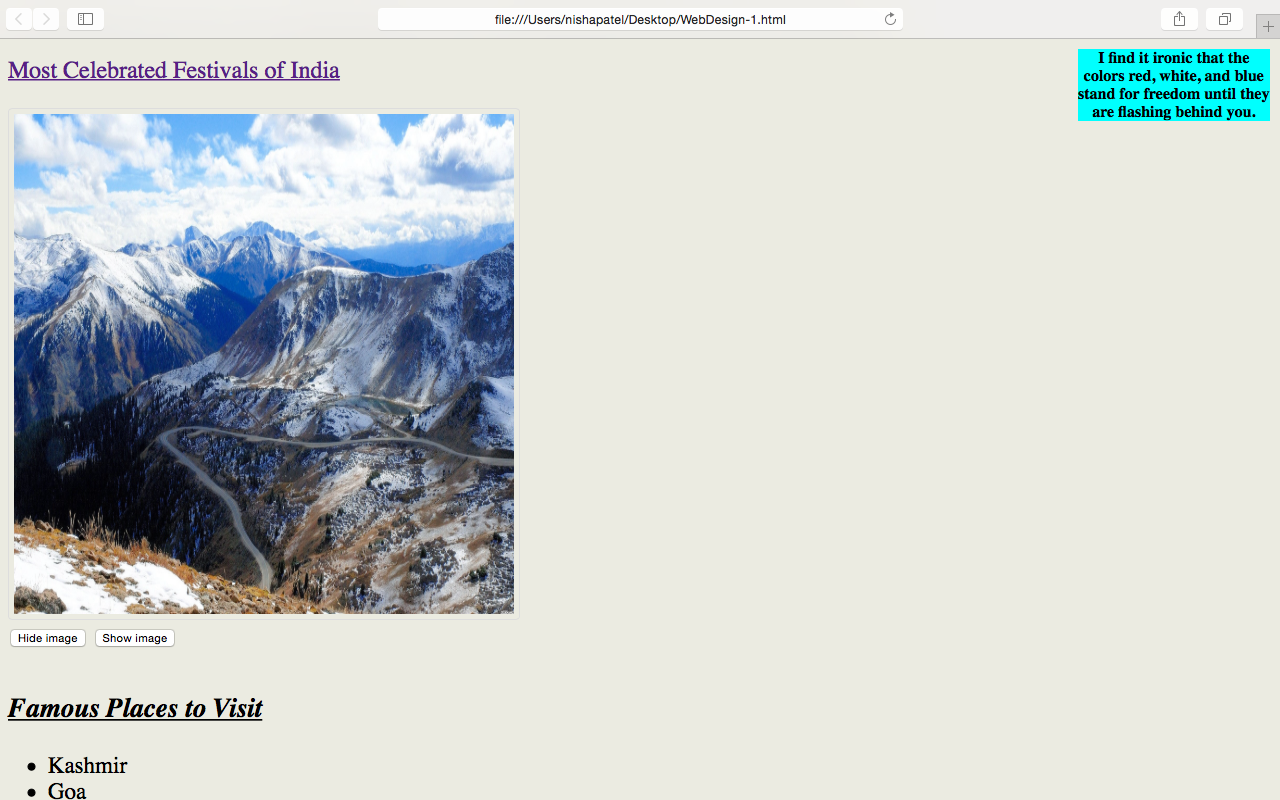 file:///Users/nishapatel/Desktop/WebDesign-1.html
Most Celebrated Festivals of India
I find it ironic that the
colors red, white, and blue
stand for freedom until they
are flashing behind you.
Hide image Show image
Famous Places to Visit
Kashmir
Goa